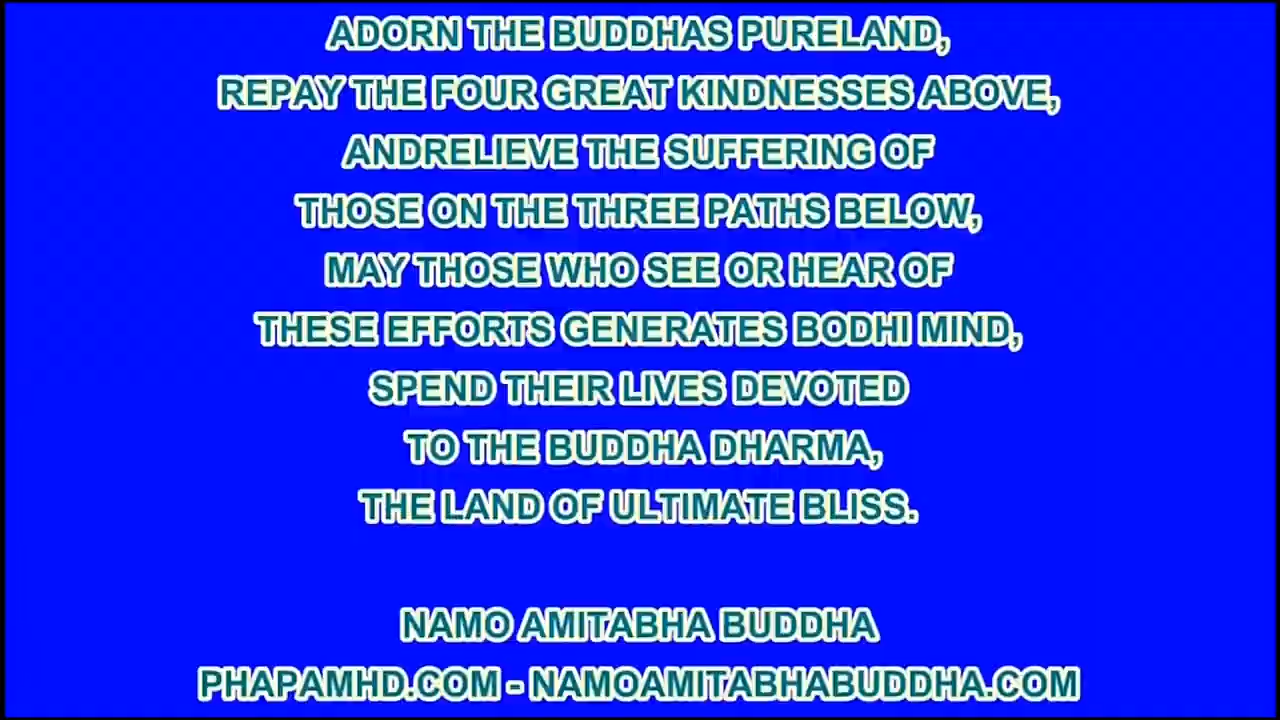 ADORN THE BUDDHAS PURELAND,
REPAY THE FOUR GREAT KINDNESSES ABOVE,
ANDRELIEVE THE SUFFERING OF
THOSE ON THE THREE PATHS BELOW,
MAY THOSE WHO SEE OR HEAR OF
THESE EFFORTS GENERATES BODHI MIND,
SPEND THEIR LIVES DEVOTED
TO THE BUDDHA DHARMA,
THE LAND OF ULTIMATE BLISS.
NAMO AMITABHA BUDDHA
PHAPAMHD.COM - NAMOAMITABHABUDDHA.COM